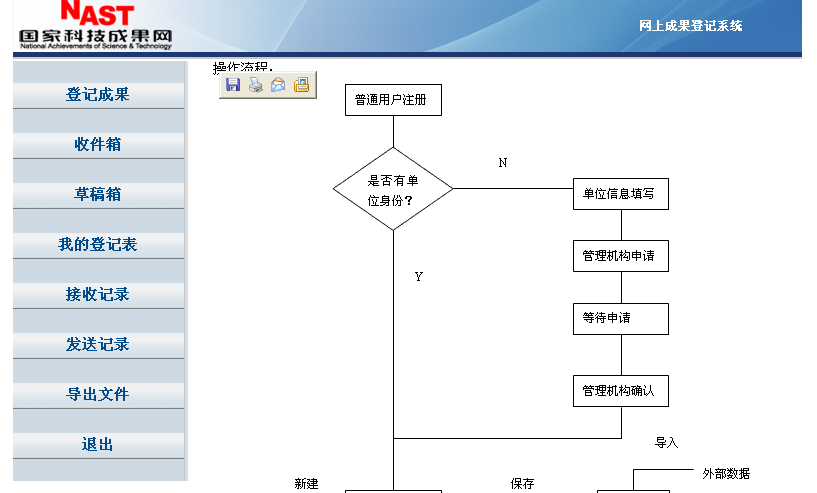 NAST
国家科技成果网
National Achievements of Science & Technology
网上成果登记系统
登记成果
收件箱
草稿箱
我的登记表
接收记录
发送记录
导出文件
退出
操作流程:
普通用户注册
是否有单
位身份？
N
单位信息填写
管理机构申请
Y
等待申请
管理机构确认
导入
外部数据
新建
保存